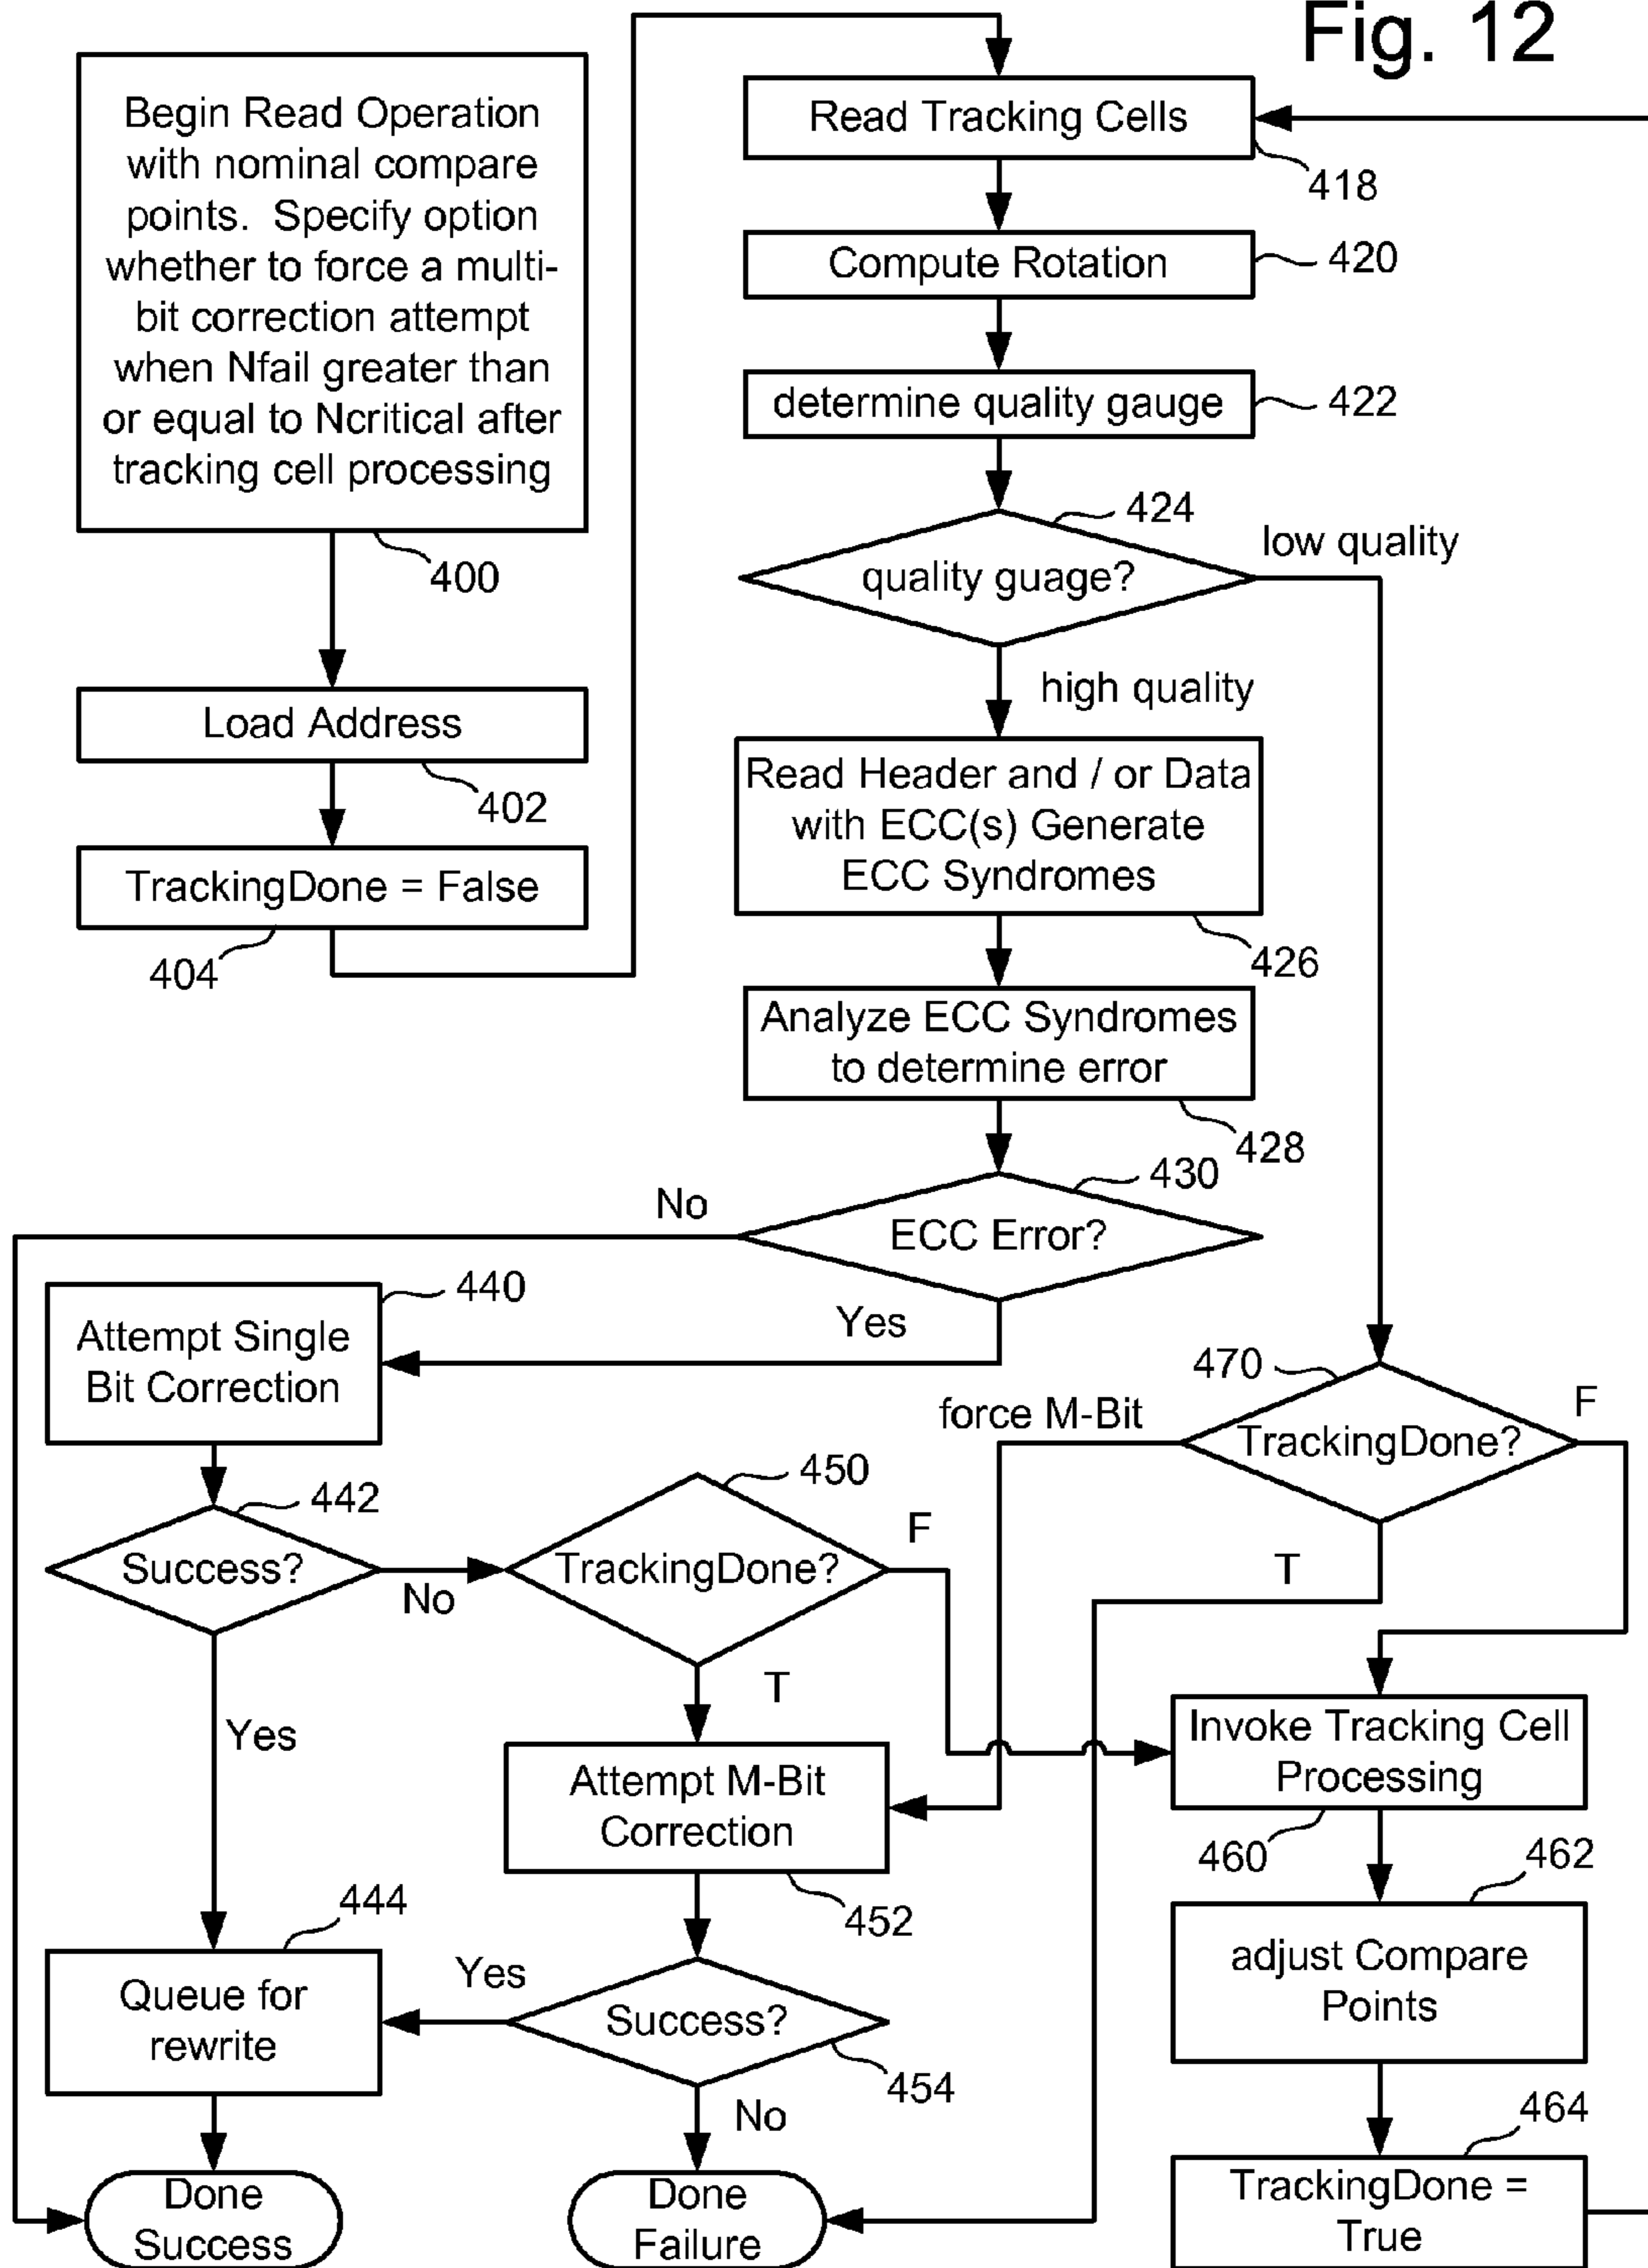 Fig. 12
Begin Read Operation
with nominal compare
points. Specify option
whether to force a multi-
bit correction attempt
when Nfail greater than
or equal to Ncritical after
tracking cell processing
400
Load Address
402
TrackingDone = False
404
Read Tracking Cells
418
Compute Rotation
420
determine quality gauge
422
424
quality guage?
low quality
high quality
Read Header and / or Data
with ECC(s) Generate
ECC Syndromes
426
Analyze ECC Syndromes
to determine error
428
430
ECC Error?
No
Yes
440
Attempt Single
Bit Correction
442
Success?
No
Yes
450
TrackingDone?
F
T
470
TrackingDone?
force M-Bit
F
T
Attempt M-Bit
Correction
452
Invoke Tracking Cell
Processing
460
462
adjust Compare
Points
444
Queue for
rewrite
Yes
Success?
454
No
464
TrackingDone =
True
Done
Success
Done
Failure